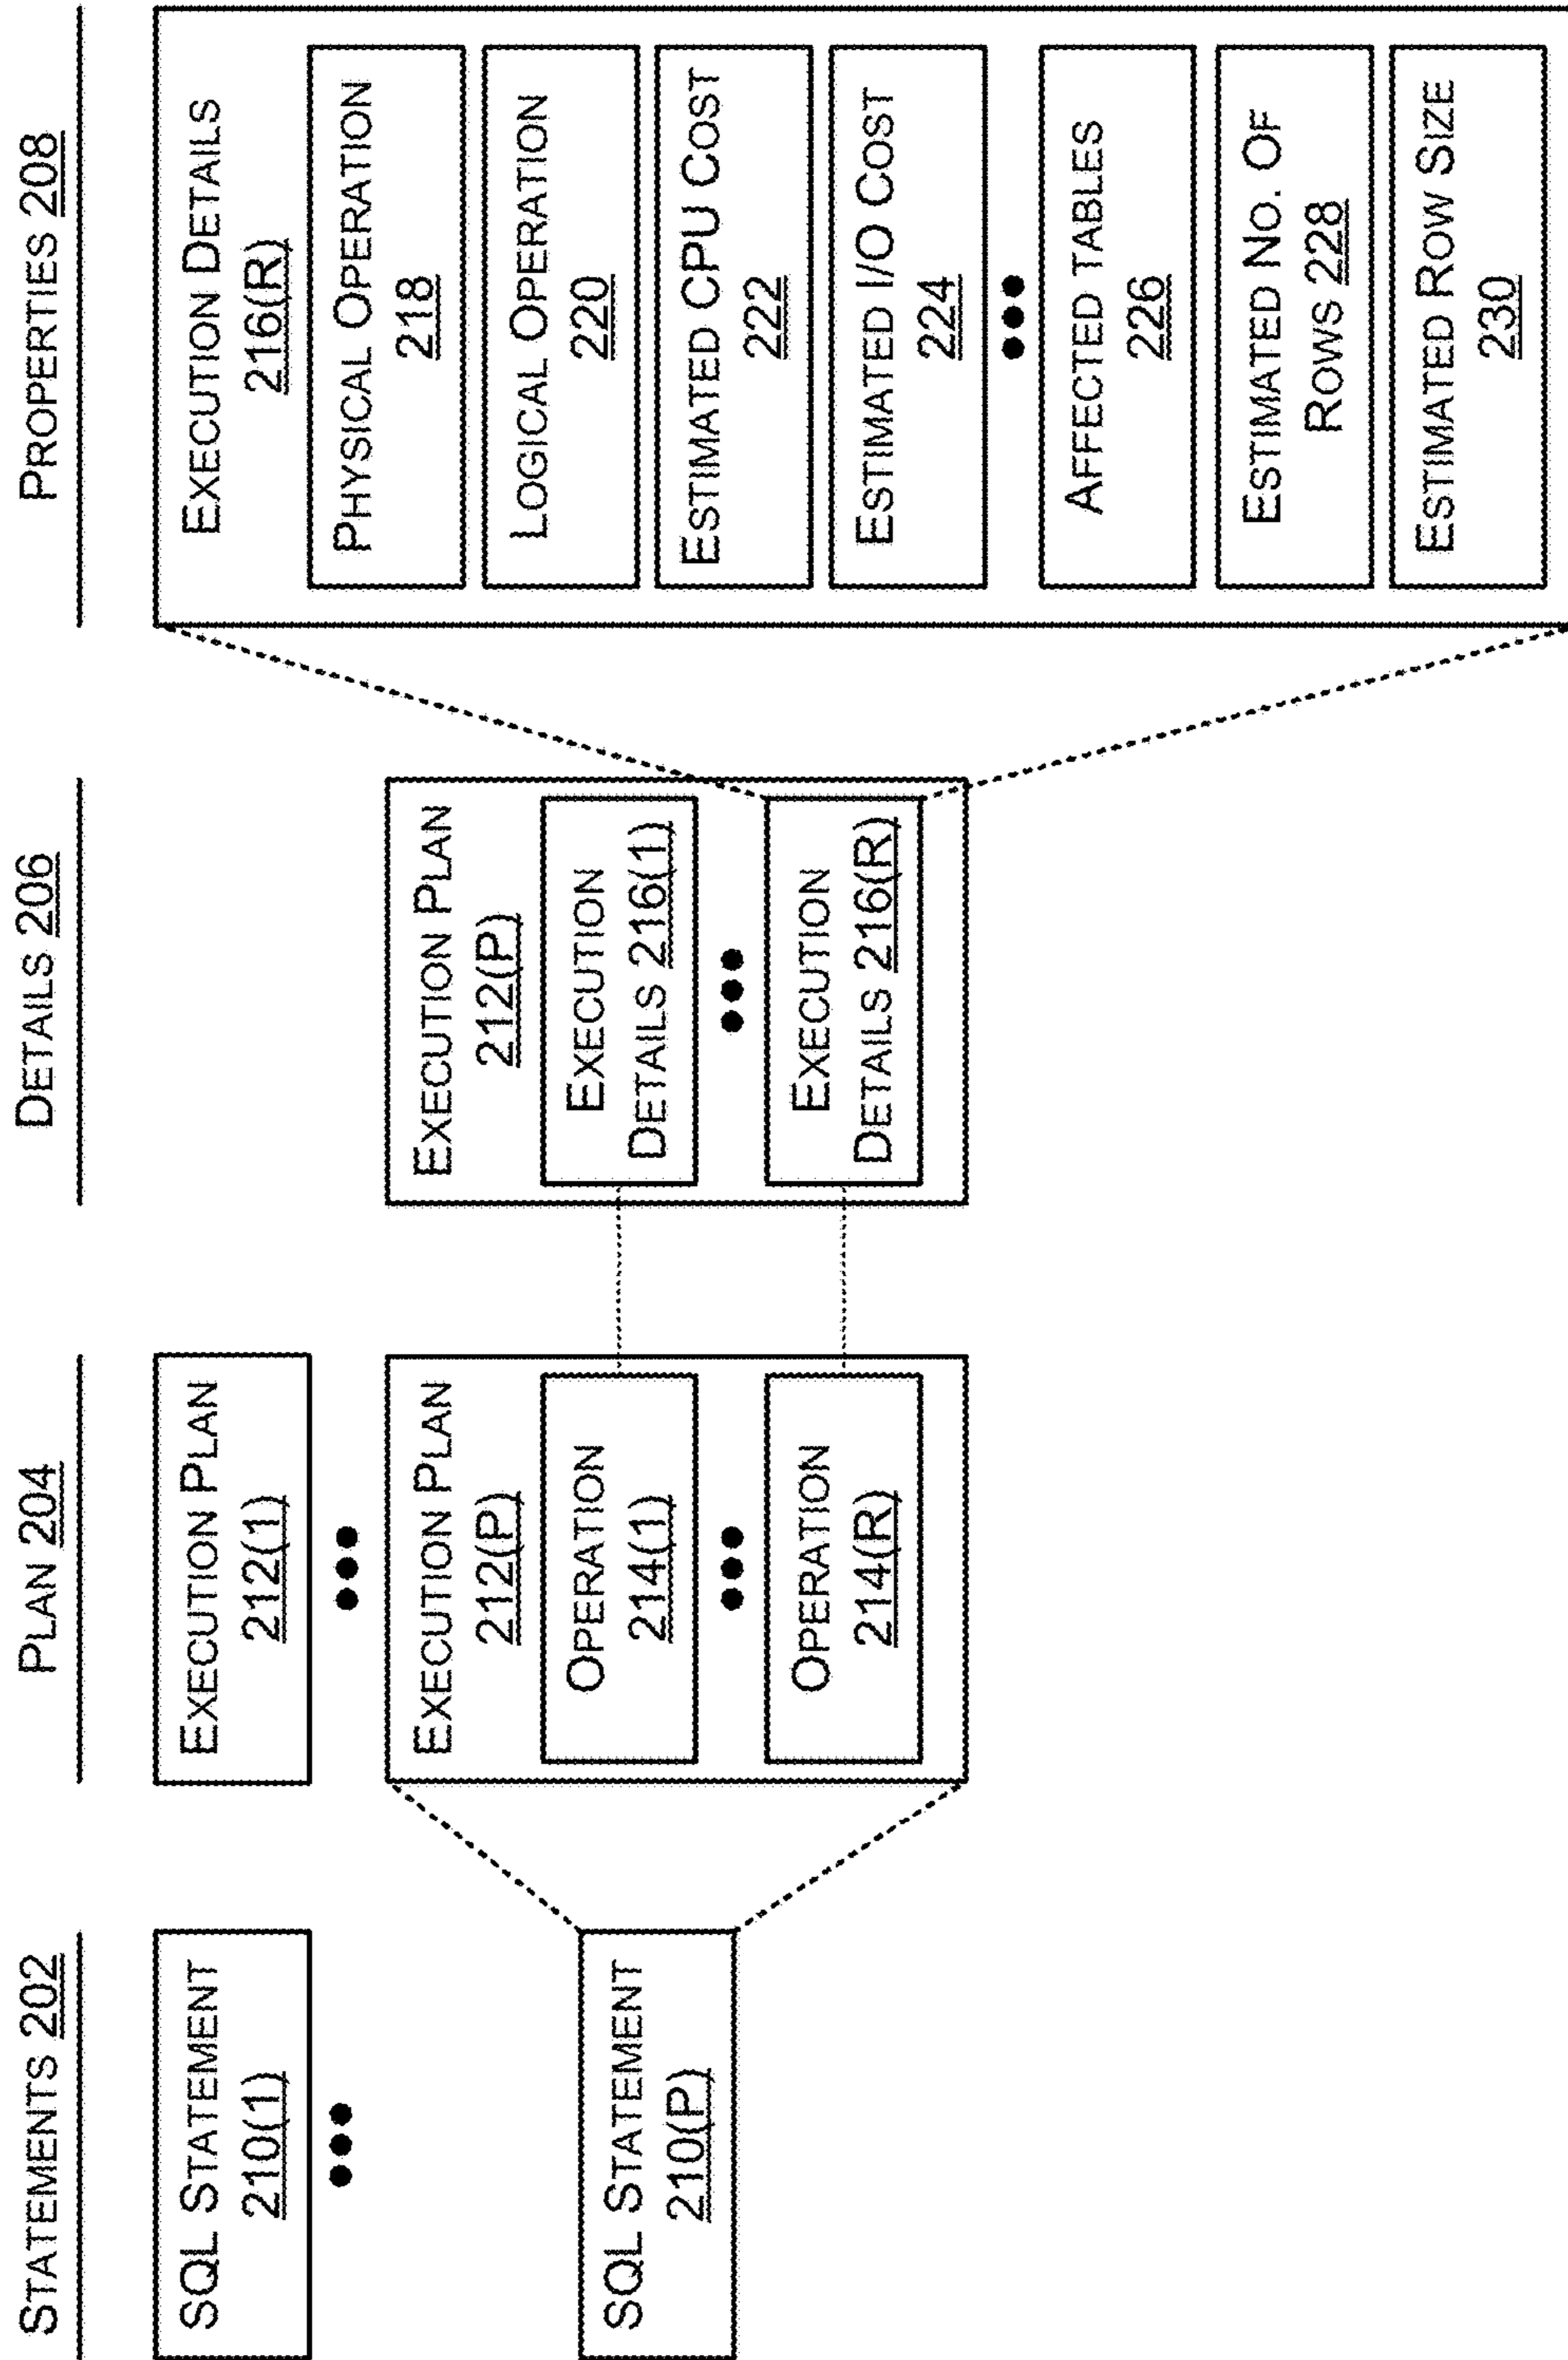 STATEMENTS 202
SQL STATEMENT
210(1)
SQL STATEMENT
210(P)
PLAN 204
EXECUTION PLAN
212(1)
EXECUTION PLAN
212(P)
OPERATION
214(1)
OPERATION
214(R)
DETAILS 206
EXECUTION PLAN
212(P)
EXECUTION
DETAILS 216(1)
EXECUTION
DETAILS 216(R)
PROPERTIES 208
EXECUTION DETAILS
216(R)
PHYSICAL OPERATION
218
LOGICAL OPERATION
220
ESTIMATED CPU COST
222
ESTIMATED I/O COST
224
AFFECTED TABLES
226
ESTIMATED NO. OF
ROWS 228
ESTIMATED ROW SIZE
230